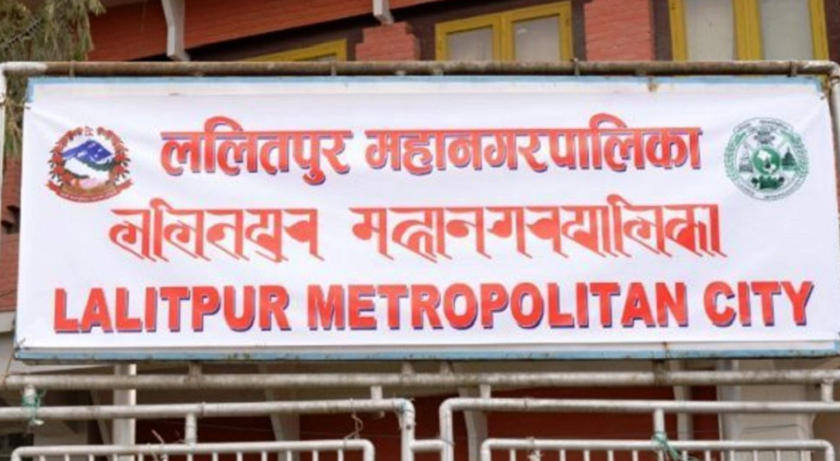 ललितपुर महानगरपालिका
𑐮𑐮𑐶𑐟𑐥𑐸𑐬 𑐩𑐴𑐵𑐣𑐐𑐬𑐥𑐵𑐮𑐶𑐎𑐵
LALITPUR METROPOLITAN CITY